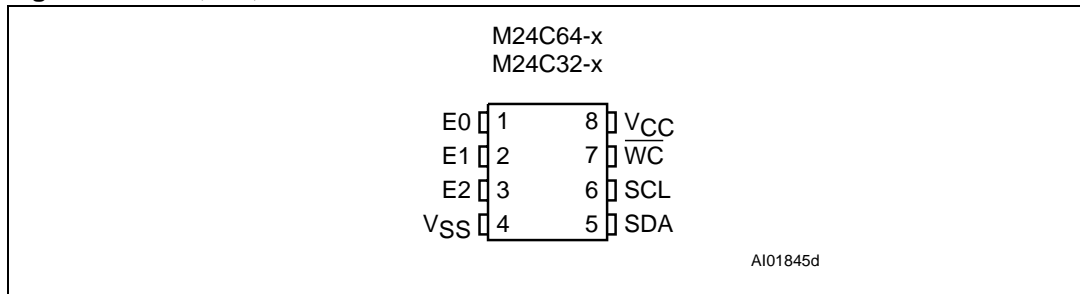 M24C64-x
M24C32-x
E0 1 8 VCC
E1 2 7 WC
E2 3 6 SCL
VSS 4 5 SDA
AI01845d